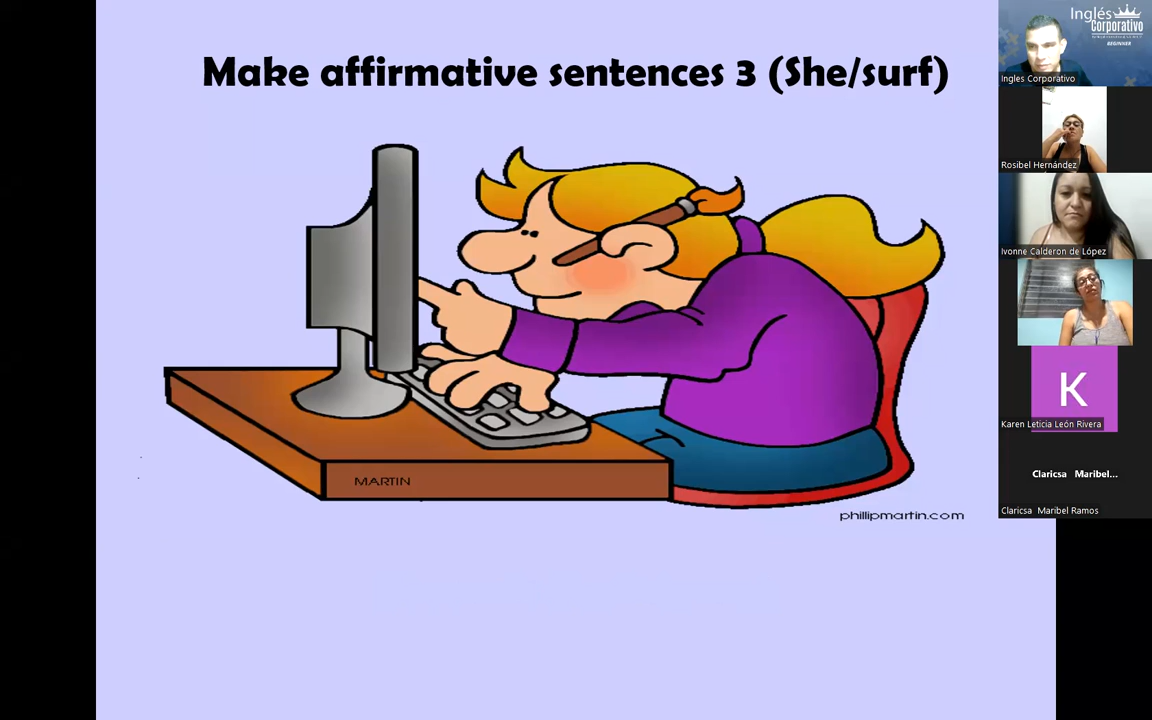 Make affirmative sentences 3 (She/surf)
MARTIN
phillipmartin.com
Inglés
Corporativo
BEGINNER
Ingles Corporativo
Rosibel Hernández
Ivonne Calderon de López
K
Karen Leticia León Rivera
Claricsa Maribel...
Claricsa Maribel Ramos